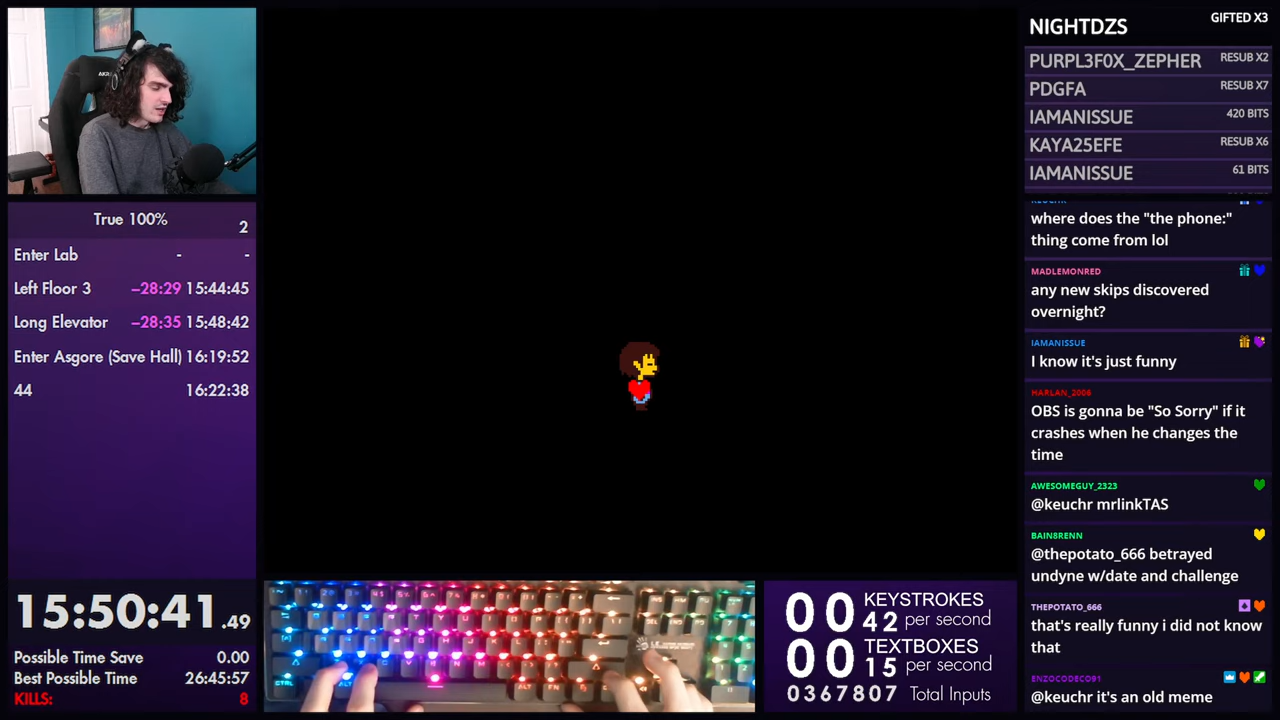 NIGHTDZS GIFTED X3
PURPL3F0X_ZEPHER RESUB X2
PDGFA RESUB X7
IAMANISSUE 420 BITS
KAYA25EFE RESUB X6
IAMANISSUE 61 BITS
True 100% 2
Enter Lab - -
Left Floor 3 −28:29 15:44:45
Long Elevator −28:35 15:48:42
Enter Asgore (Save Hall) 16:19:52
44 16:22:38
15:50:41.49
Possible Time Save 0.00
Best Possible Time 26:45:57
KILLS: 8
00 KEYSTROKES
42 per second
00 TEXTBOXES
15 per second
0367807 Total Inputs
where does the "the phone:"
thing come from lol
MADLEMONRED
any new skips discovered
overnight?
IAMANISSUE
I know it's just funny
HARLAN_2006
OBS is gonna be "So Sorry" if it
crashes when he changes the
time
AWESOMEGUY_2323
@keuchr mrlinkTAS
BAIN8RENN
@thepotato_666 betrayed
undyne w/date and challenge
THEPOTATO_666
that's really funny i did not know
that
ENZOCODECO91
@keuchr it's an old meme